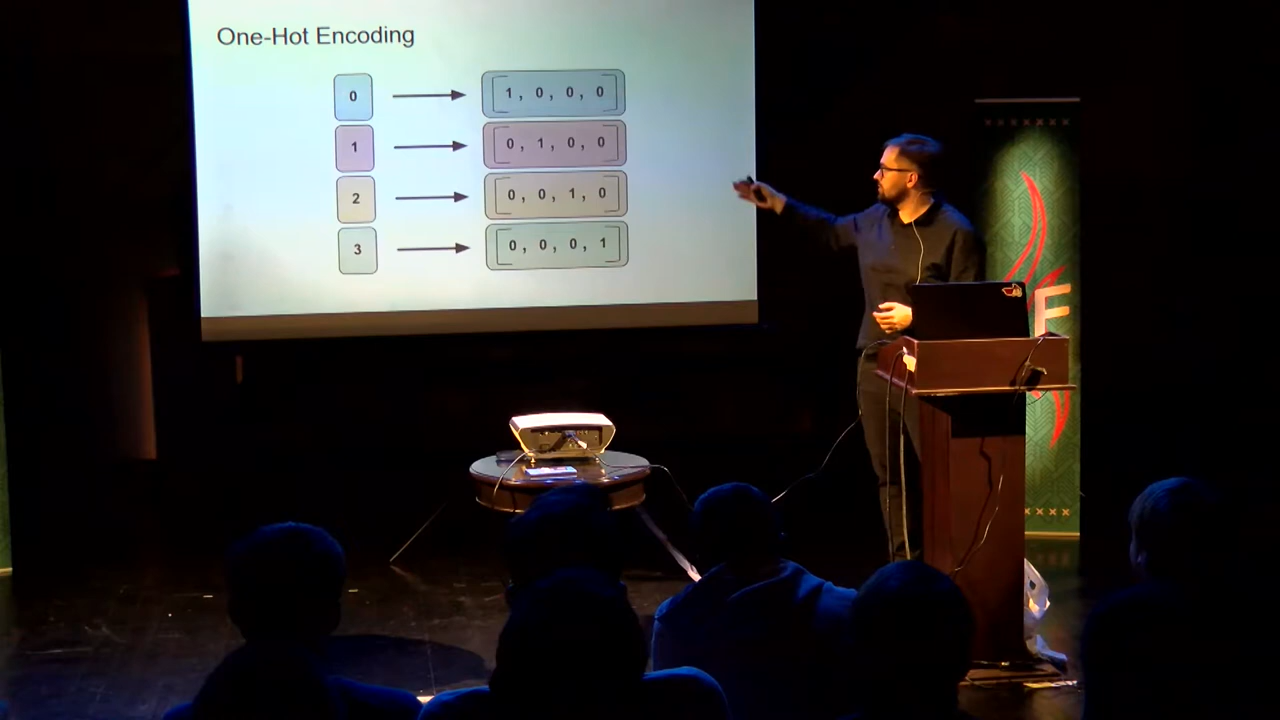 One-Hot Encoding
0 [ 1 , 0 , 0 , 0 ]
1 [ 0 , 1 , 0 , 0 ]
2 [ 0 , 0 , 1 , 0 ]
3 [ 0 , 0 , 0 , 1 ]
F